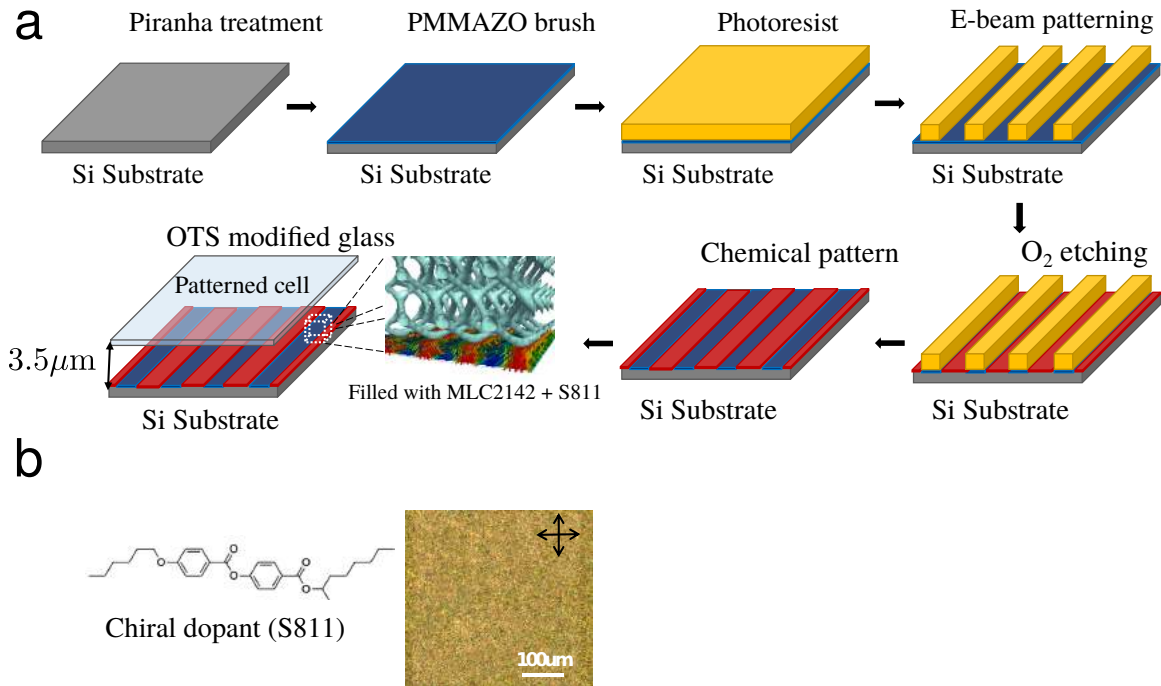 a
Piranha treatment
PMMAZO brush
Photoresist
E-beam patterning
Si Substrate
Si Substrate
Si Substrate
Si Substrate
OTS modified glass
Patterned cell
3.5μm
Si Substrate
Filled with MLC2142 + S811
Chemical pattern
Si Substrate
O₂ etching
Si Substrate
b
O
O
O
O
O
Chiral dopant (S811)
100um